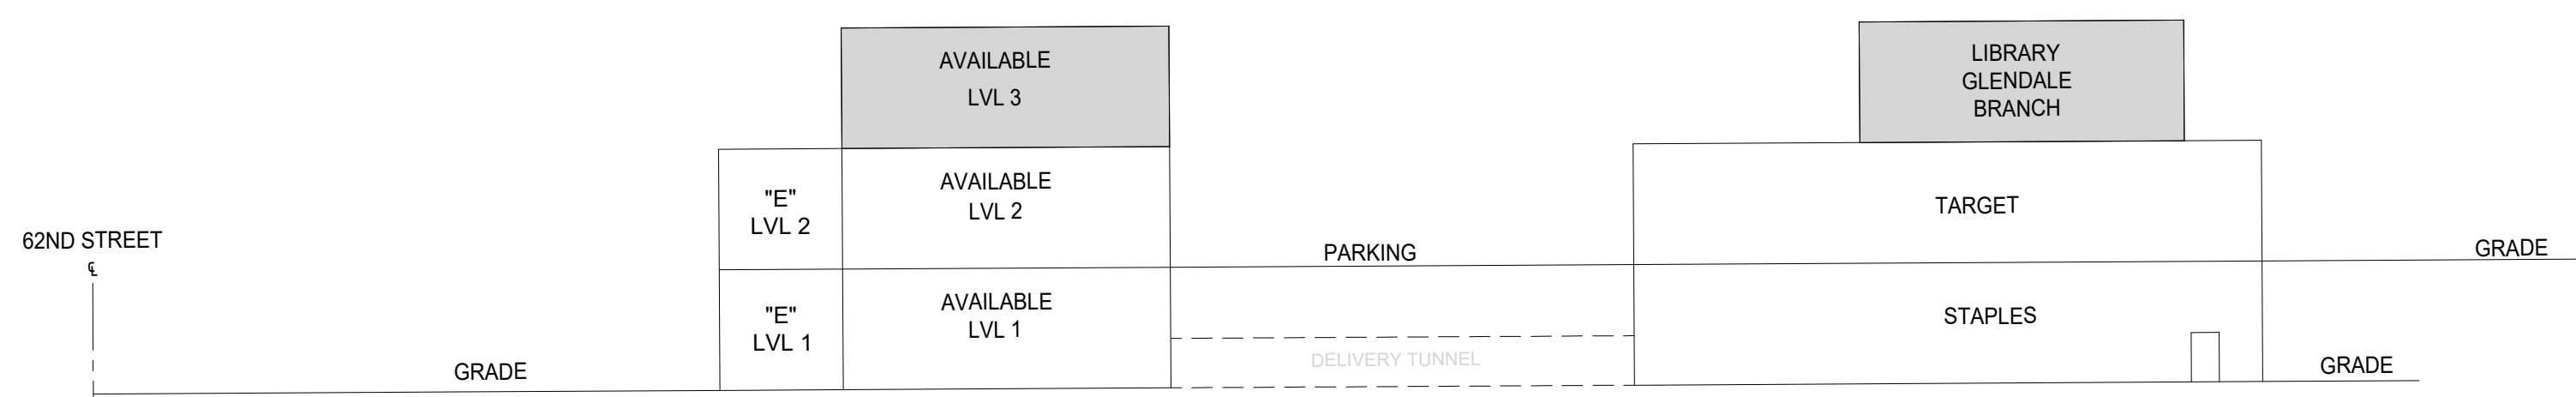 62ND STREET
℄
GRADE
"E"
LVL 2
"E"
LVL 1
AVAILABLE
LVL 3
AVAILABLE
LVL 2
AVAILABLE
LVL 1
PARKING
DELIVERY TUNNEL
LIBRARY
GLENDALE
BRANCH
TARGET
STAPLES
GRADE
GRADE